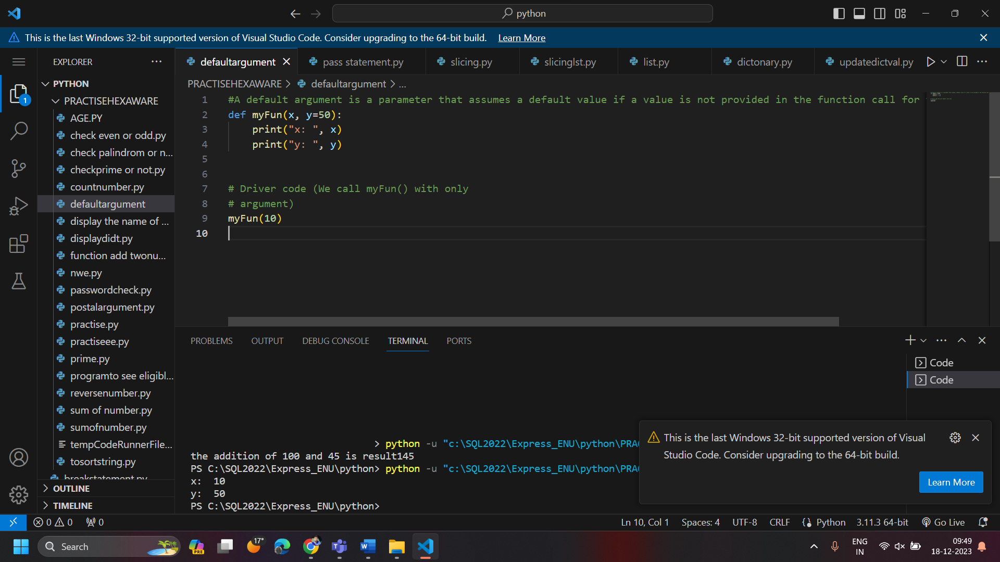 python
This is the last Windows 32-bit supported version of Visual Studio Code. Consider upgrading to the 64-bit build. Learn More
EXPLORER
PYTHON
PRACTISEHEXAWARE
AGE.PY
check even or odd.py
check palindrom or n...
checkprime or not.py
countnumber.py
defaultargument
display the name of ...
displaydidt.py
function add twonu...
nwe.py
passwordcheck.py
postalargument.py
practise.py
practiseee.py
prime.py
programto see eligibl...
reversenumber.py
sum of number.py
sumofnumber.py
tempCodeRunnerFile...
tosortstring.py
breakstatement.py
OUTLINE
TIMELINE
1
defaultargument
pass statement.py
slicing.py
slicinglst.py
list.py
dictonary.py
updatedictval.py
PRACTISEHEXAWARE > defaultargument > ...
1 #A default argument is a parameter that assumes a default value if a value is not provided in the function call for
2 def myFun(x, y=50):
3 print("x: ", x)
4 print("y: ", y)
5
6
7 # Driver code (We call myFun() with only
8 # argument)
9 myFun(10)
10
PROBLEMS OUTPUT DEBUG CONSOLE TERMINAL PORTS
Code
Code
> python -u "c:\SQL2022\Express_ENU\python\PRA
the addition of 100 and 45 is result145
PS C:\SQL2022\Express_ENU\python> python -u "c:\SQL2022\Express_ENU\python\PRA
x:  10
y:  50
PS C:\SQL2022\Express_ENU\python>
This is the last Windows 32-bit supported version of Visual
Studio Code. Consider upgrading to the 64-bit build.
Learn More
0 0 0
Ln 10, Col 1 Spaces: 4 UTF-8 CRLF Python 3.11.3 64-bit Go Live
Search
PRE
17°
ENG
IN
09:49
18-12-2023